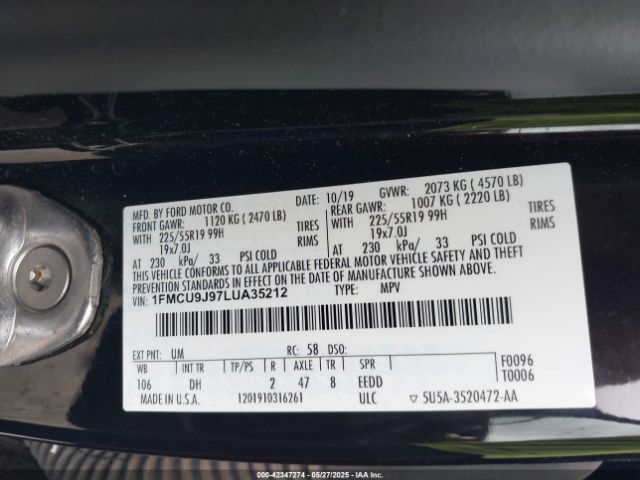 MFD. BY FORD MOTOR CO. DATE: 10/19 GVWR: 2073 KG ( 4570 LB)
FRONT GAWR: 1120 KG ( 2470 LB) REAR GAWR: 1007 KG ( 2220 LB)
WITH 225/55R19 99H TIRES WITH 225/55R19 99H TIRES
19x7.0J RIMS 19x7.0J RIMS
AT 230 kPa/ 33 PSI COLD AT 230 kPa/ 33 PSI COLD
THIS VEHICLE CONFORMS TO ALL APPLICABLE FEDERAL MOTOR VEHICLE SAFETY AND THEFT
PREVENTION STANDARDS IN EFFECT ON THE DATE OF MANUFACTURE SHOWN ABOVE.
VIN: 1FMCU9J97LUA35212 TYPE: MPV
EXT PNT: UM RC: 58 DSO: F0096
WB INT TR TP/PS R AXLE TR SPR T0006
106 DH 2 47 8 EEDD
MADE IN U.S.A. 1201910316261 ULC ▽ 5U5A-3520472-AA
000 - 42347274 - 05/27/2025 - IAA Inc.